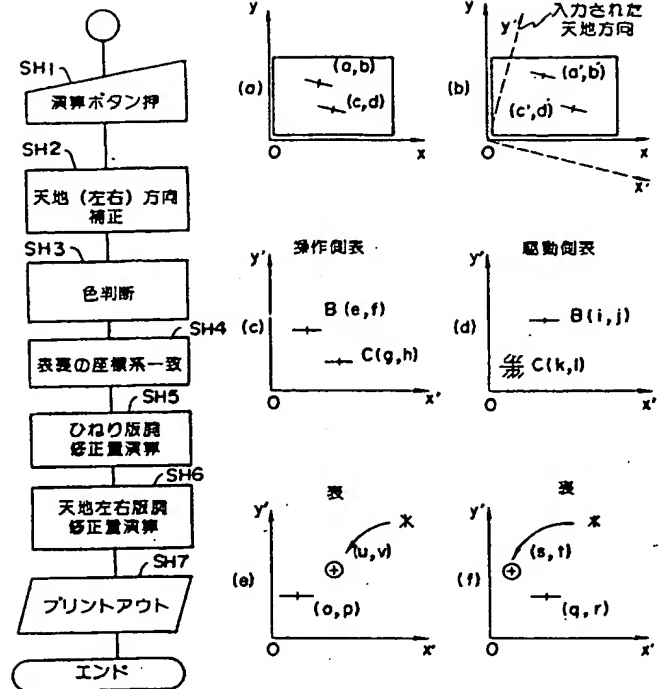 SH1
演算ボタン押
SH2
天地(左右)方向
補正
SH3
色判断
SH4
表裏の座標系一致
SH5
ひねり版胴
修正量演算
SH6
天地左右版胴
修正量演算
SH7
プリントアウト
エンド
(a)
y
(a,b)
(c,d)
O
x
(b)
y
y'
入力された
天地方向
(a',b')
(c',d')
O
x
x'
(c)
操作側表
y'
B(e,f)
C(g,h)
O
x'
(d)
駆動側表
y'
B(i,j)
C(k,l)
O
x'
(e)
y'
(u,v)
(o,p)
O
x'
(f)
y'
(s,t)
(q,r)
O
x'